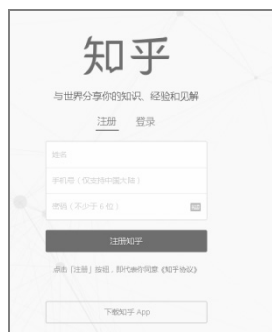 知乎
与世界分享你的知识、经验和见解
注册 登录
姓名
手机号（仅支持中国大陆）
密码（不少于 6 位）
注册知乎
点击「注册」按钮，即代表你同意《知乎协议》
下载知乎 App